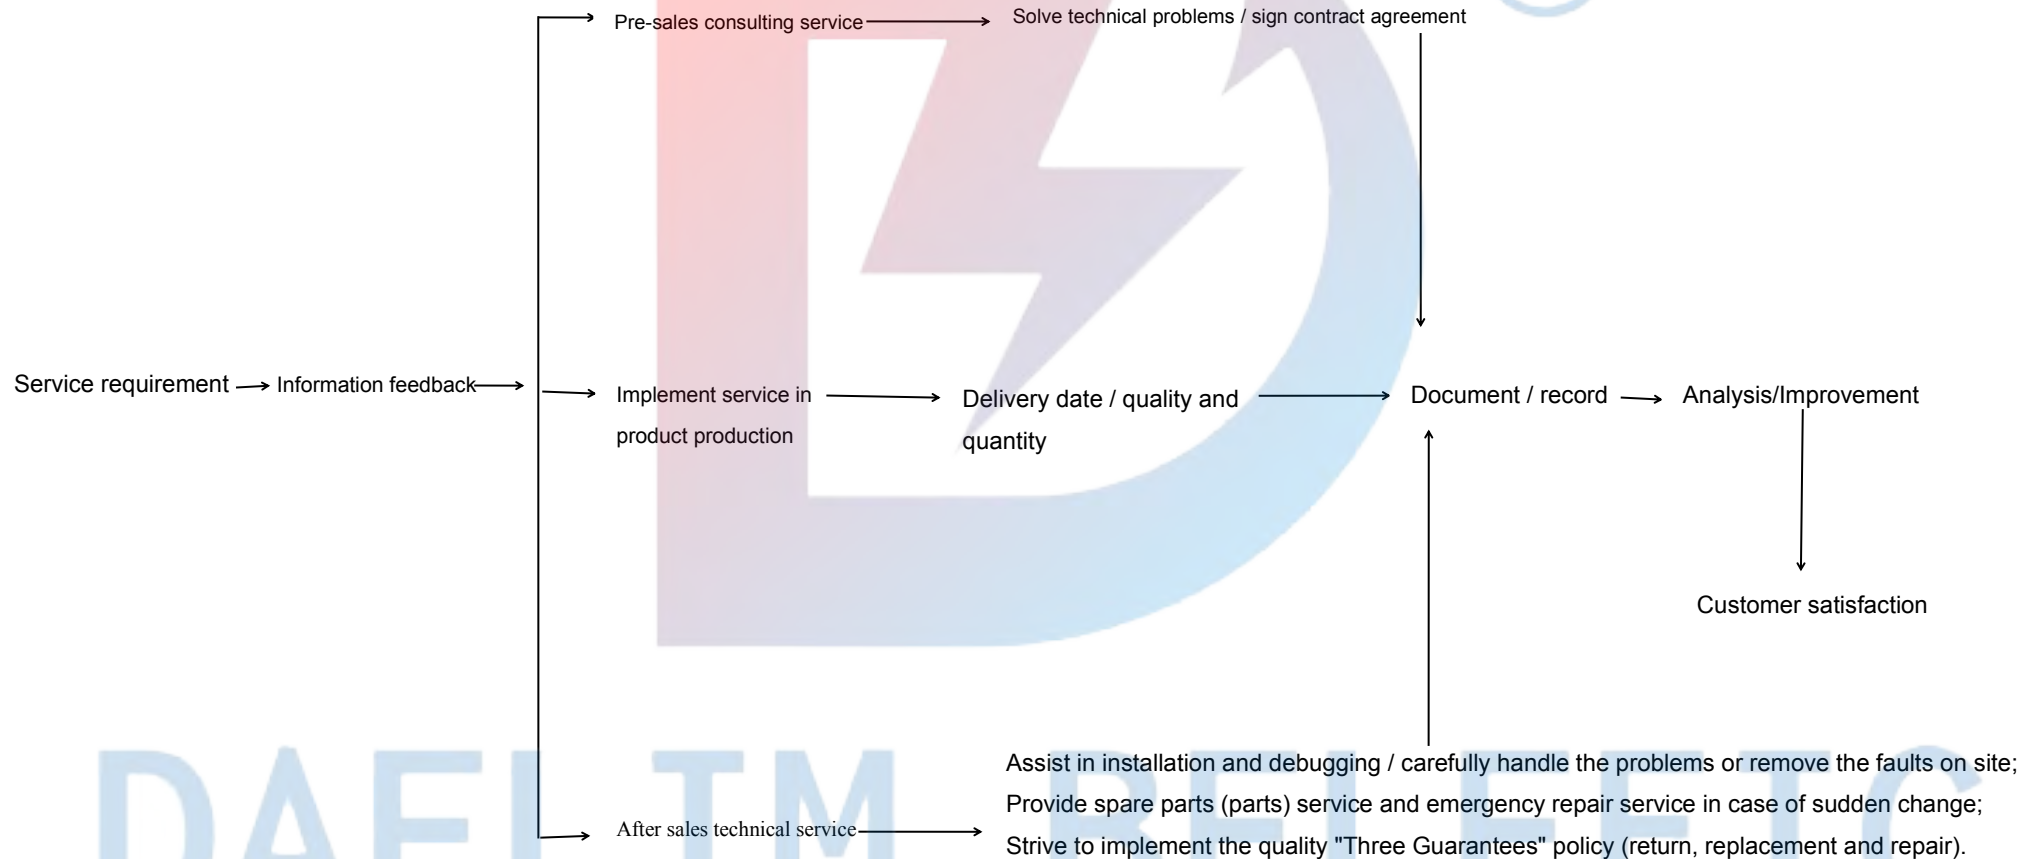 Pre-sales consulting service
Solve technical problems / sign contract agreement
Service requirement
Information feedback
Implement service in
product production
Delivery date / quality and
quantity
Document / record
Analysis/Improvement
Customer satisfaction
After sales technical service
Assist in installation and debugging / carefully handle the problems or remove the faults on site;
Provide spare parts (parts) service and emergency repair service in case of sudden change;
Strive to implement the quality "Three Guarantees" policy (return, replacement and repair).